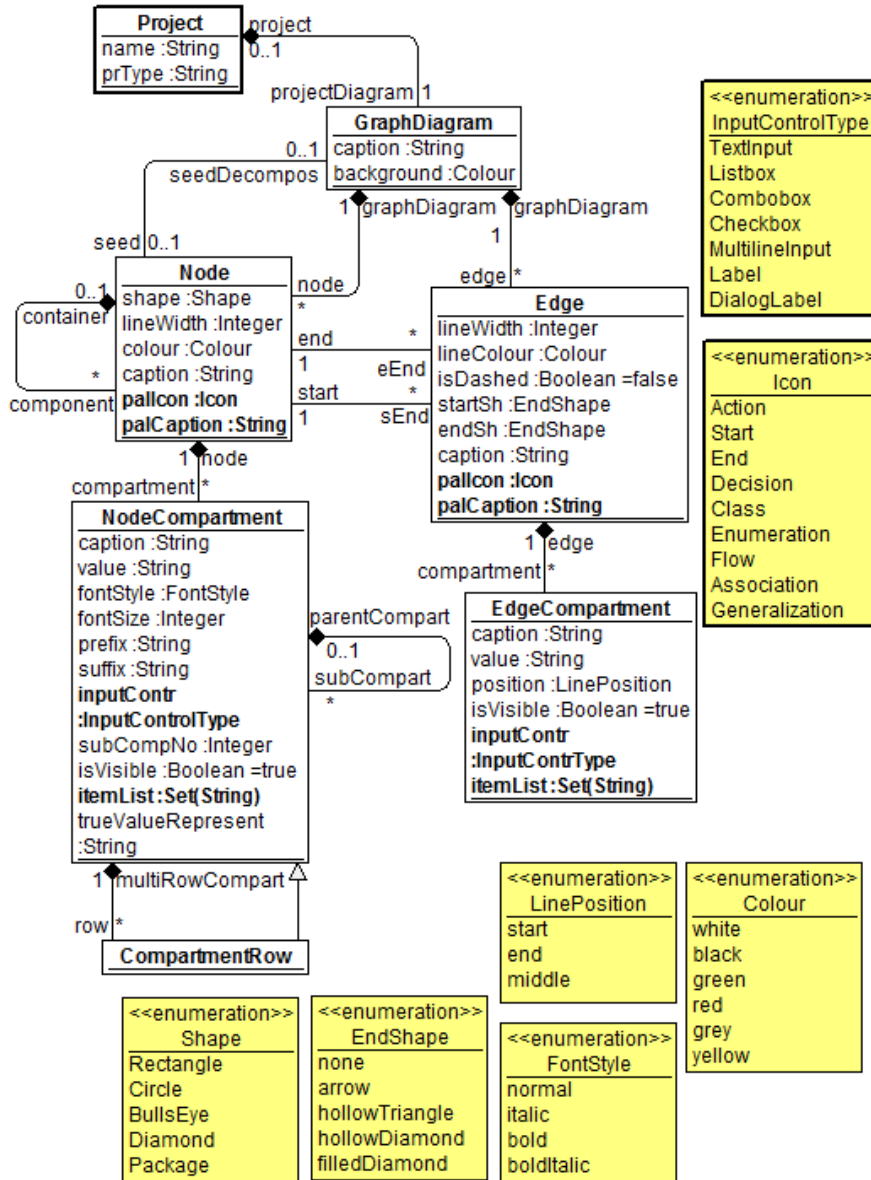 Project
name :String
prType :String
project
0..1
projectDiagram
1
GraphDiagram
caption :String
background :Colour
0..1
seedDecompos
1
graphDiagram
graphDiagram
1
seed
0..1
node
*
edge
*
Node
shape :Shape
lineWidth :Integer
colour :Colour
caption :String
palIcon :Icon
palCaption :String
0..1
container
*
component
end
1
*
eEnd
start
1
*
sEnd
Edge
lineWidth :Integer
lineColour :Colour
isDashed :Boolean =false
startSh :EndShape
endSh :EndShape
caption :String
palIcon :Icon
palCaption :String
1
node
compartment
*
NodeCompartment
caption :String
value :String
fontStyle :FontStyle
fontSize :Integer
prefix :String
suffix :String
inputContr
:InputControlType
subCompNo :Integer
isVisible :Boolean =true
itemList :Set(String)
trueValueRepresent
:String
parentCompart
0..1
subCompart
*
1
edge
compartment
*
EdgeCompartment
caption :String
value :String
position :LinePosition
isVisible :Boolean =true
inputContr
:InputContrType
itemList :Set(String)
1
multiRowCompart
row
*
CompartmentRow
<<enumeration>>
InputControlType
TextInput
Listbox
Combobox
Checkbox
MultilineInput
Label
DialogLabel
<<enumeration>>
Icon
Action
Start
End
Decision
Class
Enumeration
Flow
Association
Generalization
<<enumeration>>
Shape
Rectangle
Circle
BullsEye
Diamond
Package
<<enumeration>>
EndShape
none
arrow
hollowTriangle
hollowDiamond
filledDiamond
<<enumeration>>
LinePosition
start
end
middle
<<enumeration>>
FontStyle
normal
italic
bold
boldItalic
<<enumeration>>
Colour
white
black
green
red
grey
yellow